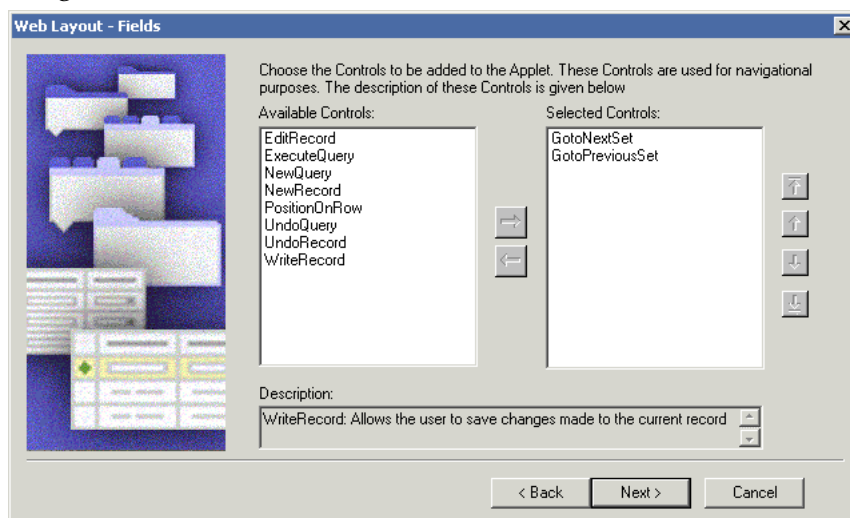 Web Layout - Fields
Choose the Controls to be added to the Applet. These Controls are used for navigational
purposes. The description of these Controls is given below
Available Controls:
Selected Controls:
EditRecord
ExecuteQuery
NewQuery
NewRecord
PositionOnRow
UndoQuery
UndoRecord
WriteRecord
GotoNextSet
GotoPreviousSet
Description:
WriteRecord: Allows the user to save changes made to the current record
< Back
Next >
Cancel